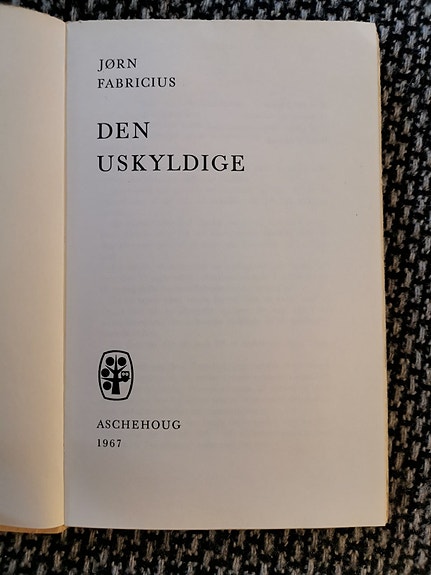 JØRN
FABRICIUS
DEN
USKYLDIGE
ASCHEHOUG
1967